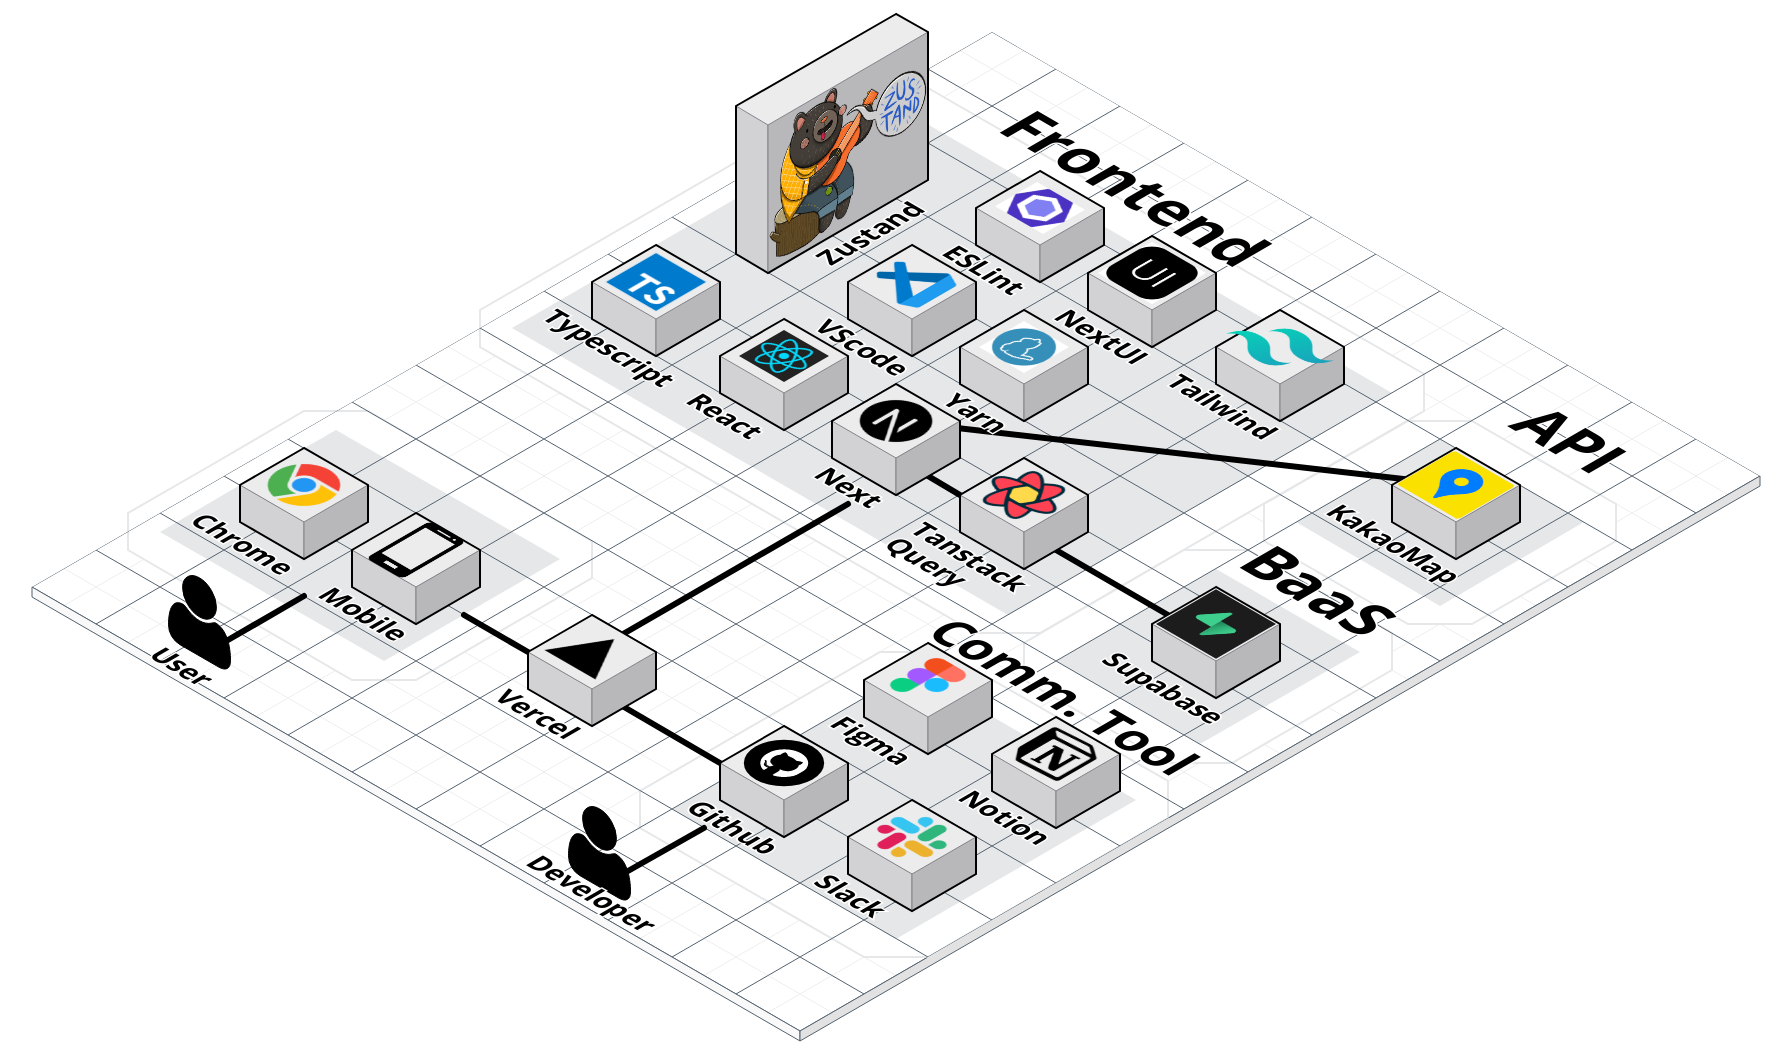 ZUS
TAND
Zustand
Frontend
ESLint
TS
Typescript
VScode
UI
NextUI
React
Yarn
Tailwind
API
N
Next
Tanstack
Query
KakaoMap
BaaS
Supabase
Chrome
Mobile
User
Vercel
Comm. Tool
Figma
N
Notion
Github
Slack
Developer